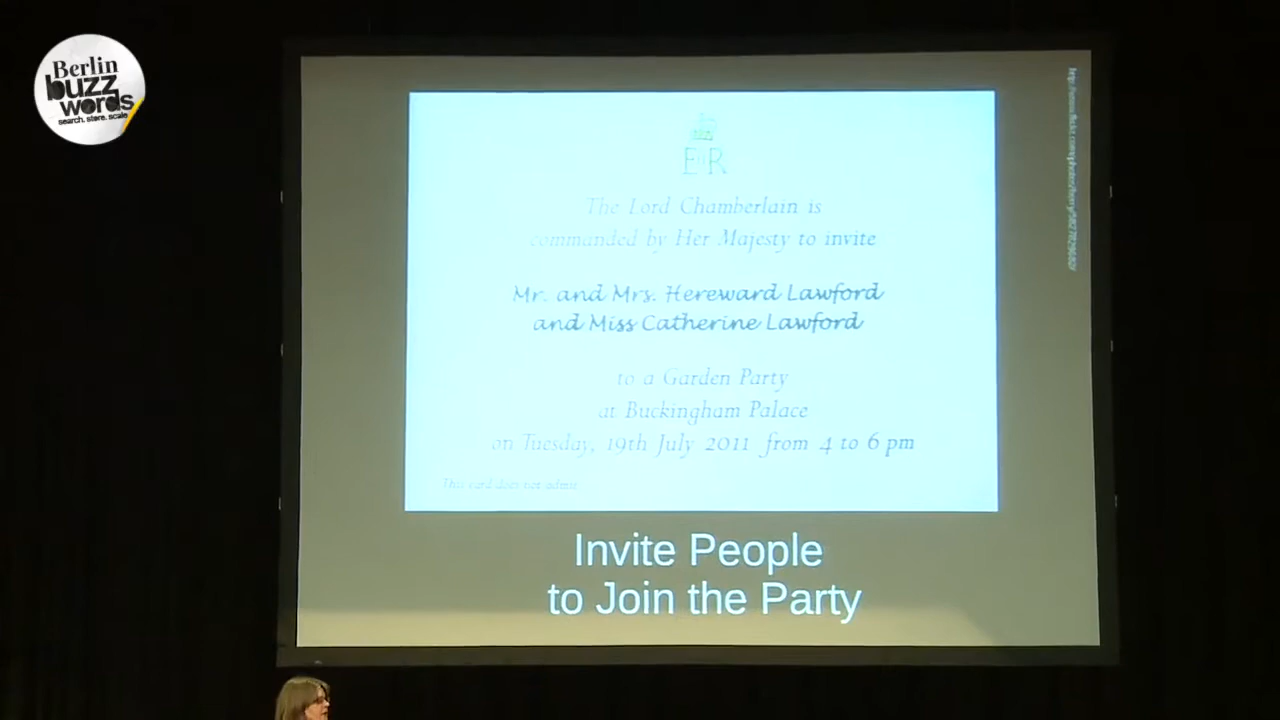 Berlin
buzz
words
search. store. scale
E II R
The Lord Chamberlain is
commanded by Her Majesty to invite
Mr. and Mrs. Hereward Lawford
and Miss Catherine Lawford
to a Garden Party
at Buckingham Palace
on Tuesday, 19th July 2011 from 4 to 6 pm
This card does not admit
Invite People
to Join the Party